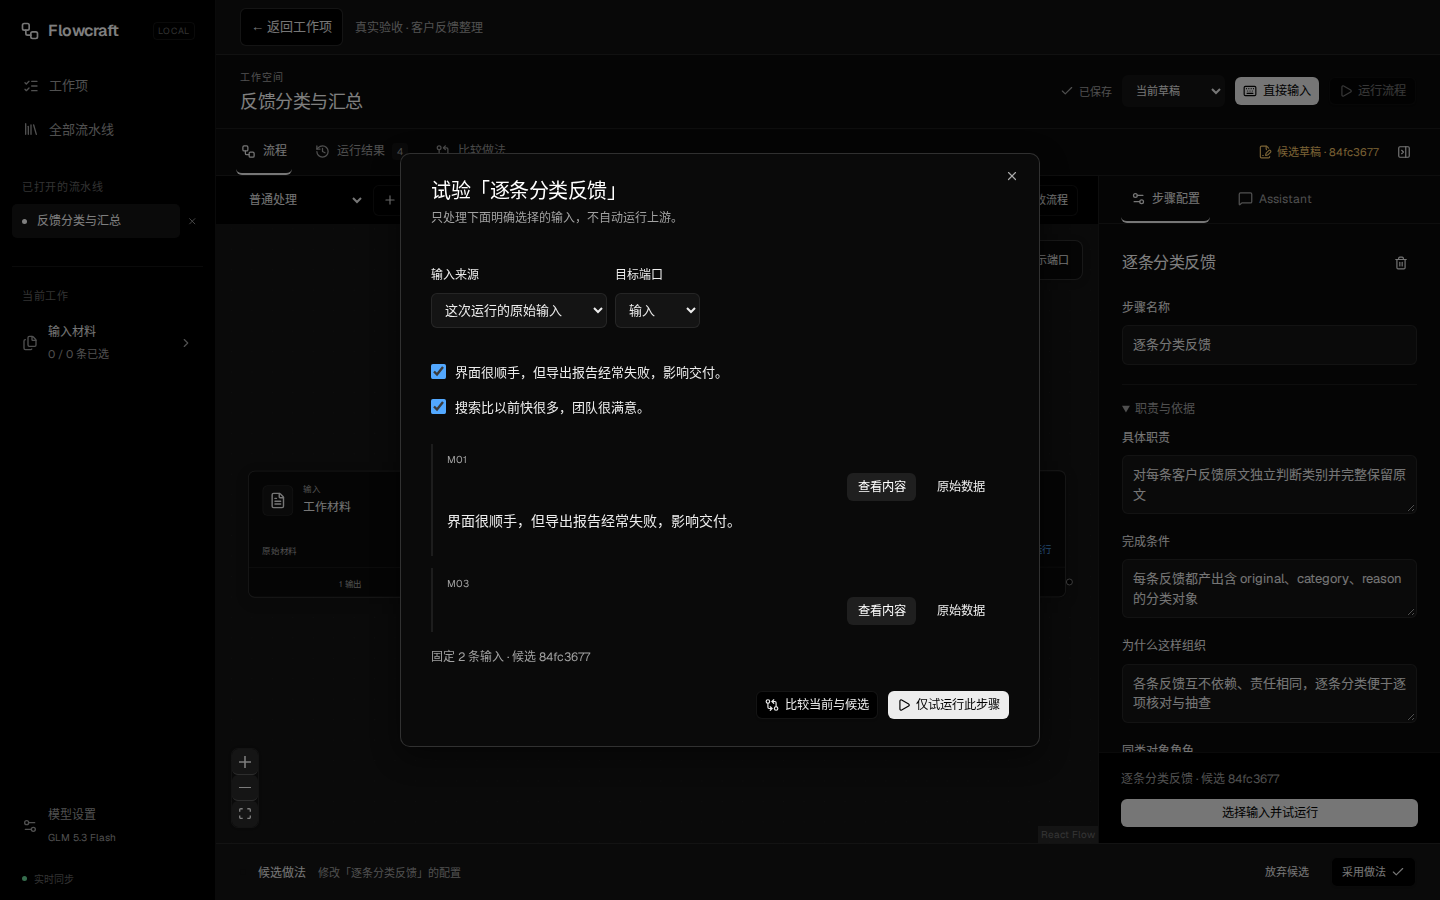 Flowcraft
LOCAL
← 返回工作项
真实验收 · 客户反馈整理
工作项
全部流水线
已打开的流水线
反馈分类与汇总
当前工作
输入材料
0 / 0 条已选
模型设置
GLM 5.3 Flash
实时同步
工作空间
反馈分类与汇总
已保存
当前草稿
直接输入
运行流程
流程
运行结果 4
比较做法
候选草稿 · 84fc3677
普通处理
改流程
示端口
输入
工作材料
原始材料
1 输出
React Flow
试验「逐条分类反馈」
只处理下面明确选择的输入，不自动运行上游。
输入来源
目标端口
这次运行的原始输入
输入
界面很顺手，但导出报告经常失败，影响交付。
搜索比以前快很多，团队很满意。
M01
查看内容
原始数据
界面很顺手，但导出报告经常失败，影响交付。
M03
查看内容
原始数据
固定 2 条输入 · 候选 84fc3677
比较当前与候选
仅试运行此步骤
步骤配置
Assistant
逐条分类反馈
步骤名称
逐条分类反馈
职责与依据
具体职责
对每条客户反馈原文独立判断类别并完整保留原
文
完成条件
每条反馈都产出含 original、category、reason
的分类对象
为什么这样组织
各条反馈互不依赖、责任相同，逐条分类便于逐
项核对与抽查
同类对象角色
逐条分类反馈 · 候选 84fc3677
选择输入并试运行
候选做法
修改「逐条分类反馈」的配置
放弃候选
采用做法